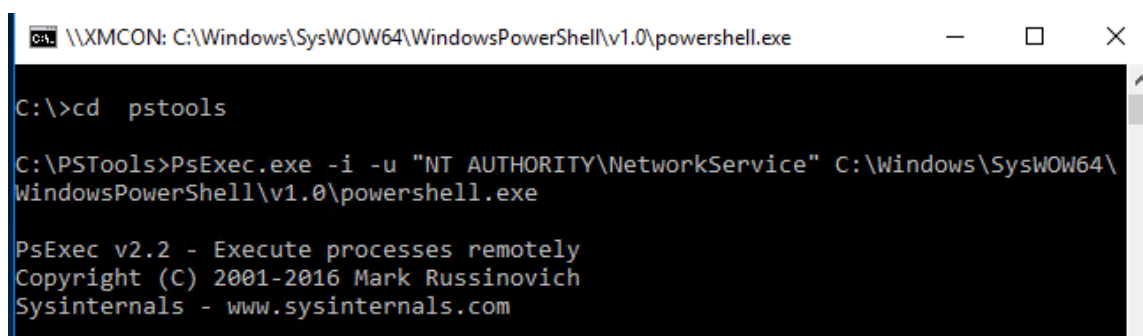 \\XMCON: C:\Windows\SysWOW64\WindowsPowerShell\v1.0\powershell.exe
C:\>cd  pstools
C:\PSTools>PsExec.exe -i -u "NT AUTHORITY\NetworkService" C:\Windows\SysWOW64\
WindowsPowerShell\v1.0\powershell.exe
PsExec v2.2 - Execute processes remotely
Copyright (C) 2001-2016 Mark Russinovich
Sysinternals - www.sysinternals.com